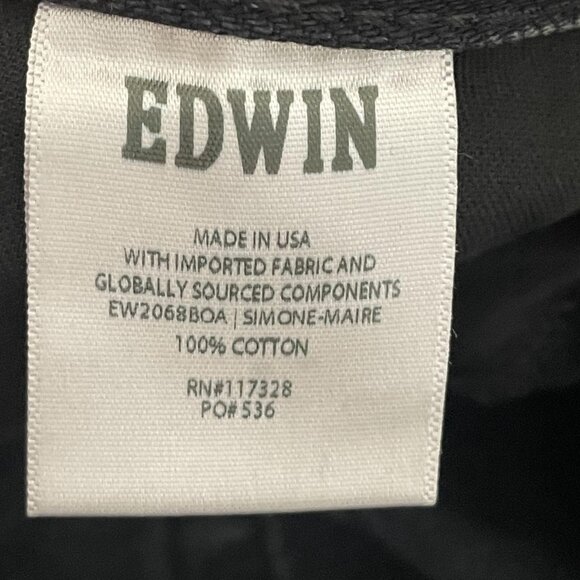 EDWIN
MADE IN USA
WITH IMPORTED FABRIC AND
GLOBALLY SOURCED COMPONENTS
EW2068BOA | SIMONE-MAIRE
100% COTTON
RN#117328
PO#536